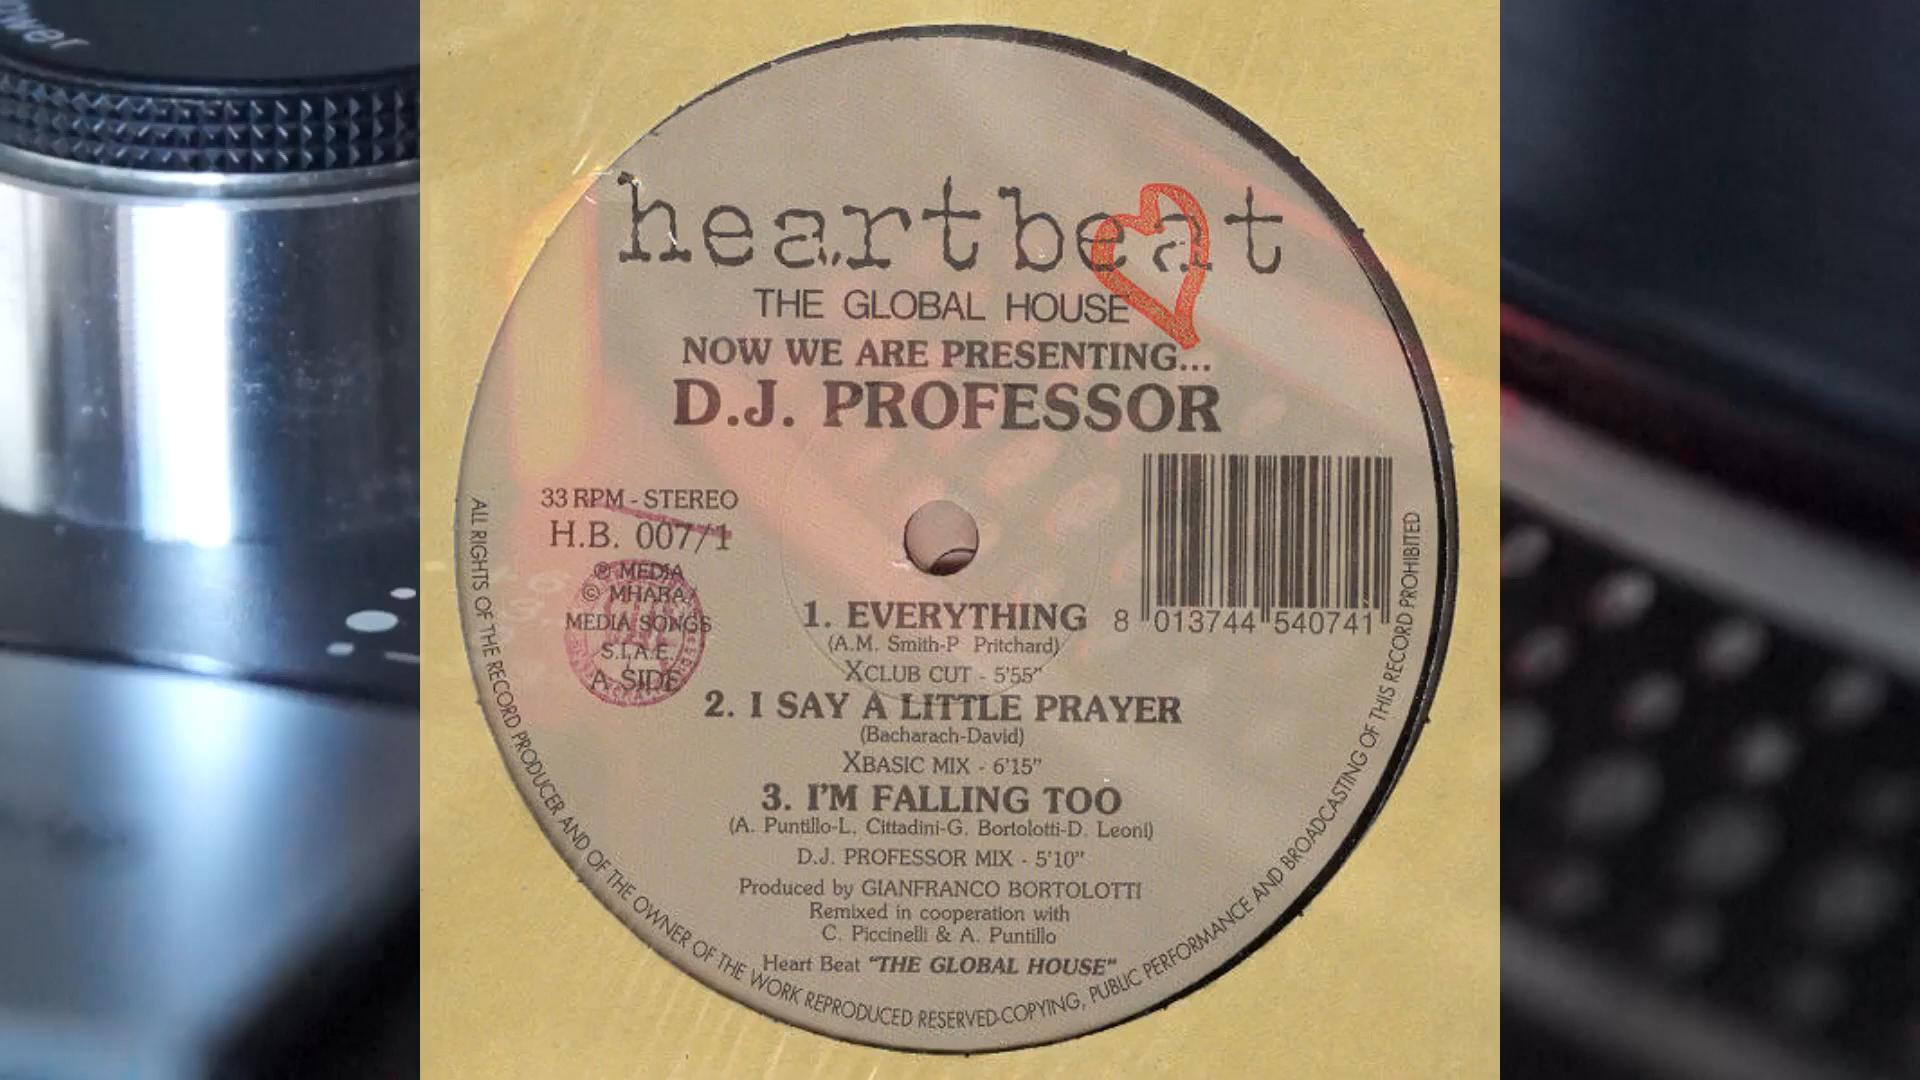 heartbeat
THE GLOBAL HOUSE
NOW WE ARE PRESENTING...
D.J. PROFESSOR
33 RPM - STEREO
H.B. 007/1
℗ MEDIA
© MHARA/
MEDIA SONGS
S.I.A.E.
A SIDE
8 013744 540741
1. EVERYTHING
(A.M. Smith-P Pritchard)
XCLUB CUT - 5'55"
2. I SAY A LITTLE PRAYER
(Bacharach-David)
XBASIC MIX - 6'15"
3. I'M FALLING TOO
(A. Puntillo-L. Cittadini-G. Bortolotti-D. Leoni)
D.J. PROFESSOR MIX - 5'10"
Produced by GIANFRANCO BORTOLOTTI
Remixed in cooperation with
C. Piccinelli & A. Puntillo
Heart Beat "THE GLOBAL HOUSE"
ALL RIGHTS OF THE RECORD PRODUCER AND OF THE OWNER OF THE WORK REPRODUCED RESERVED-COPYING, PUBLIC PERFORMANCE AND BROADCASTING OF THIS RECORD PROHIBITED